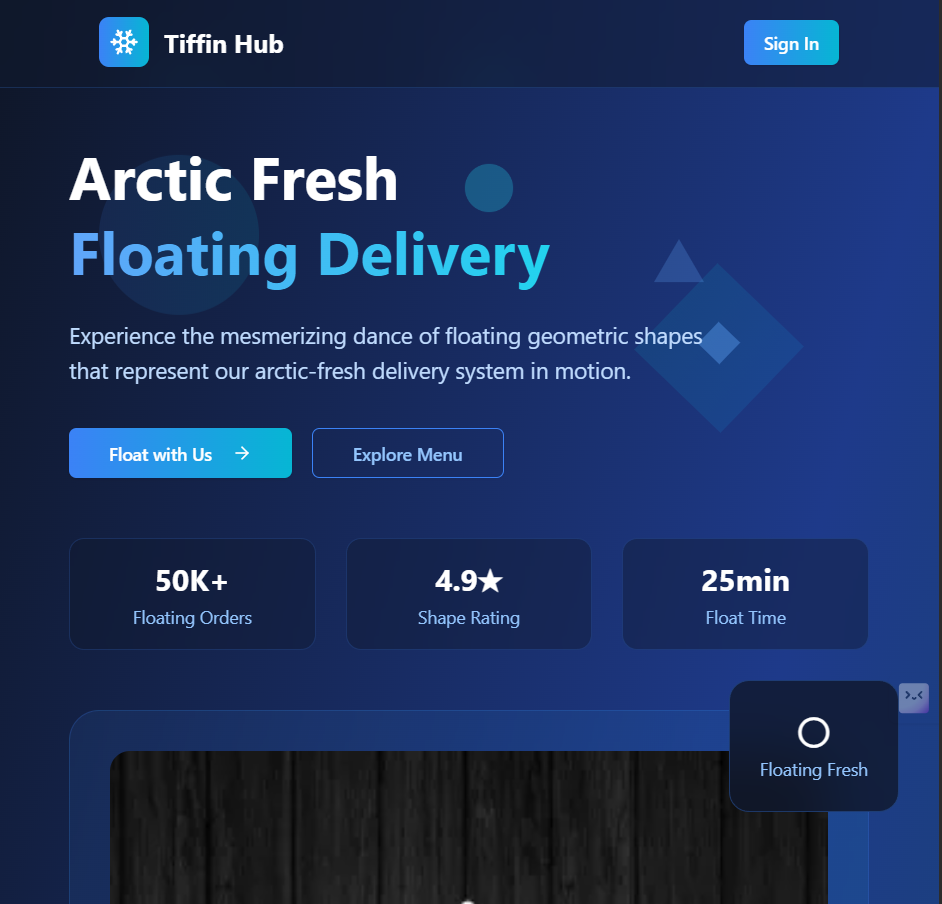 Tiffin Hub
Sign In
Arctic Fresh
Floating Delivery
Experience the mesmerizing dance of floating geometric shapes
that represent our arctic-fresh delivery system in motion.
Float with Us →
Explore Menu
50K+
Floating Orders
4.9★
Shape Rating
25min
Float Time
Floating Fresh